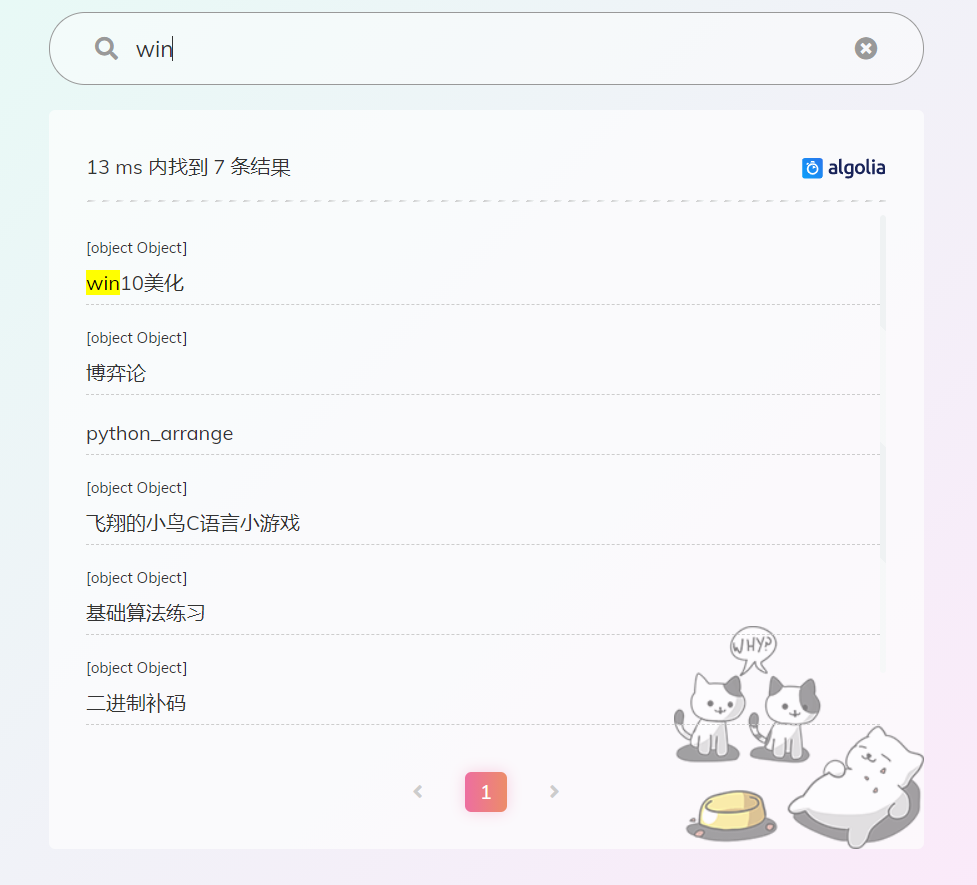 win
13 ms 内找到 7 条结果
algolia
[object Object]
win10美化
[object Object]
博弈论
python_arrange
[object Object]
飞翔的小鸟C语言小游戏
[object Object]
基础算法练习
[object Object]
二进制补码
WHY?
1